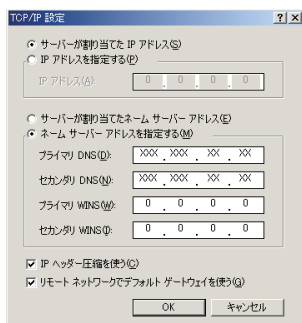 TCP/IP 設定
サーバーが割り当てた IP アドレス(S)
IP アドレスを指定する(P)
IP アドレス(A): 0 . 0 . 0 . 0
サーバーが割り当てたネーム サーバー アドレス(E)
ネーム サーバー アドレスを指定する(M)
プライマリ DNS(D): XXX . XXX . XX . XX
セカンダリ DNS(N): XXX . XXX . XX . XX
プライマリ WINS(W): 0 . 0 . 0 . 0
セカンダリ WINS(I): 0 . 0 . 0 . 0
IP ヘッダー圧縮を使う(C)
リモート ネットワークでデフォルト ゲートウェイを使う(G)
OK キャンセル